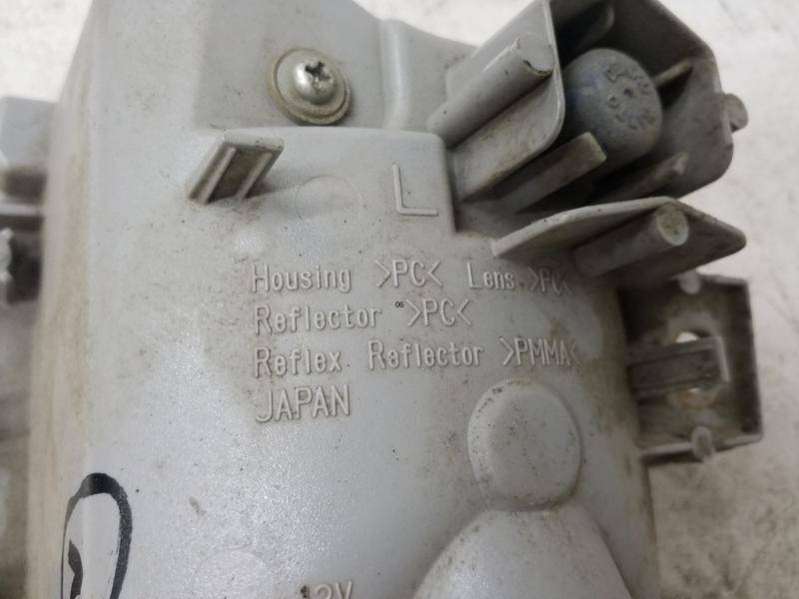 L
Housing >PC< Lens >PC<
Reflector >PC<
Reflex Reflector >PMMA<
JAPAN